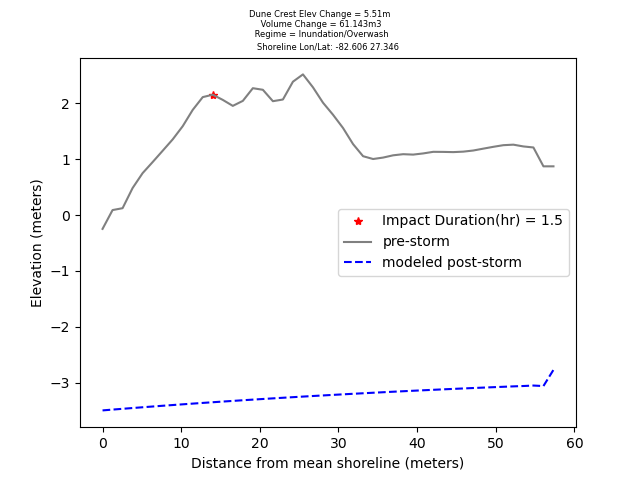 Dune Crest Elev Change = 5.51m
Volume Change = 61.143m3
Regime = Inundation/Overwash
Shoreline Lon/Lat: -82.606 27.346
Elevation (meters)
2
1
0
−1
−2
−3
Impact Duration(hr) = 1.5
pre-storm
modeled post-storm
0 10 20 30 40 50 60
Distance from mean shoreline (meters)